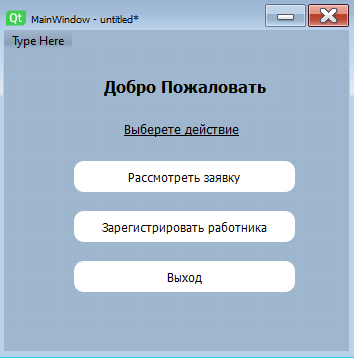 Qt MainWindow - untitled*
Type Here
Добро Пожаловать
Выберете действие
Рассмотреть заявку
Зарегистрировать работника
Выход